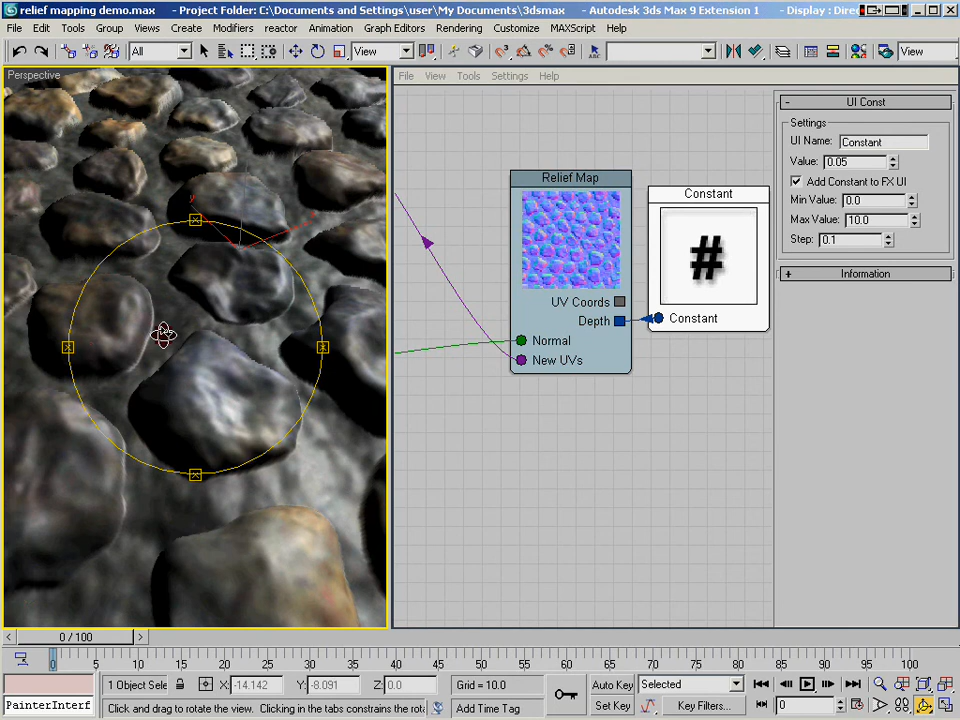 relief mapping demo.max - Project Folder: C:\Documents and Settings\user\My Documents\3dsmax - Autodesk 3ds Max 9 Extension 1 - Display : Direc
File Edit Tools Group Views Create Modifiers reactor Animation Graph Editors Rendering Customize MAXScript Help
All View View
Perspective
File View Tools Settings Help
UI Const
Settings
UI Name: Constant
Value: 0.05
Add Constant to FX UI
Min Value: 0.0
Max Value: 10.0
Step: 0.1
Information
Relief Map
UV Coords
Depth
Normal
New UVs
Constant
#
Constant
y
< 0 / 100 >
0 5 10 15 20 25 30 35 40 45 50 55 60 65 70 75 80 85 90 95 100
1 Object Sele X: -14.142 Y: -8.091 Z: 0.0 Grid = 10.0 Auto Key Selected
PainterInterf Click and drag to rotate the view. Clicking in the tabs constrains the rota Add Time Tag Set Key Key Filters... 0